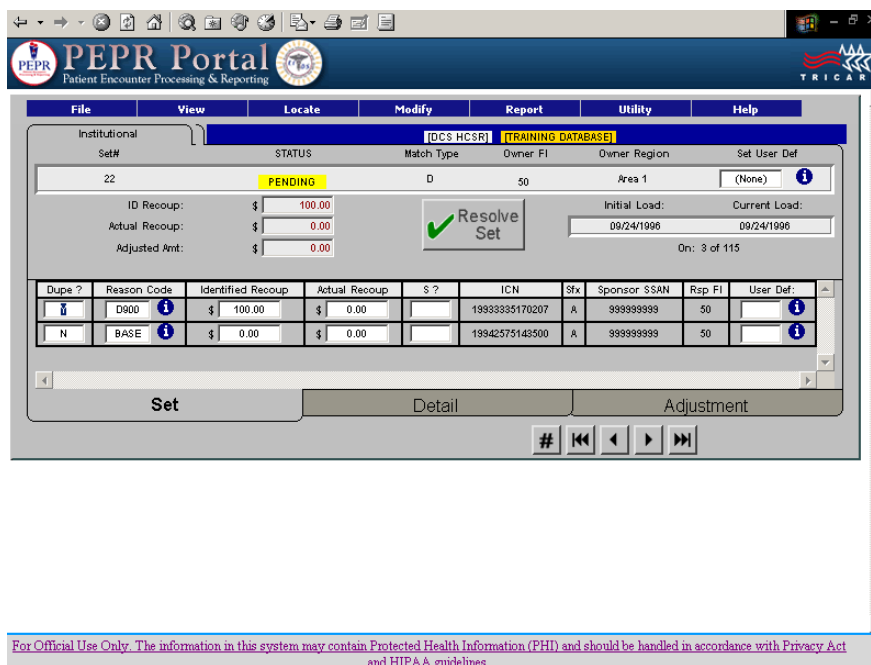 PEPR
PEPR Portal
Patient Encounter Processing & Reporting
TRICAR
File View Locate Modify Report Utility Help
Institutional [DCS HCSR] [TRAINING DATABASE]
Set# STATUS Match Type Owner FI Owner Region Set User Def
22 PENDING D 50 Area 1 (None) i
ID Recoup: $ 100.00 Resolve Set Initial Load: Current Load:
Actual Recoup: $ 0.00 09/24/1996 09/24/1996
Adjusted Amt: $ 0.00 On: 3 of 115
Dupe ? Reason Code Identified Recoup Actual Recoup S ? ICN Sfx Sponsor SSAN Rsp FI User Def:
Y D900 i $ 100.00 $ 0.00 19933335170207 A 999999999 50 i
N BASE i $ 0.00 $ 0.00 19942575143500 A 999999999 50 i
Set Detail Adjustment
#
For Official Use Only. The information in this system may contain Protected Health Information (PHI) and should be handled in accordance with Privacy Act
and HIPAA guidelines